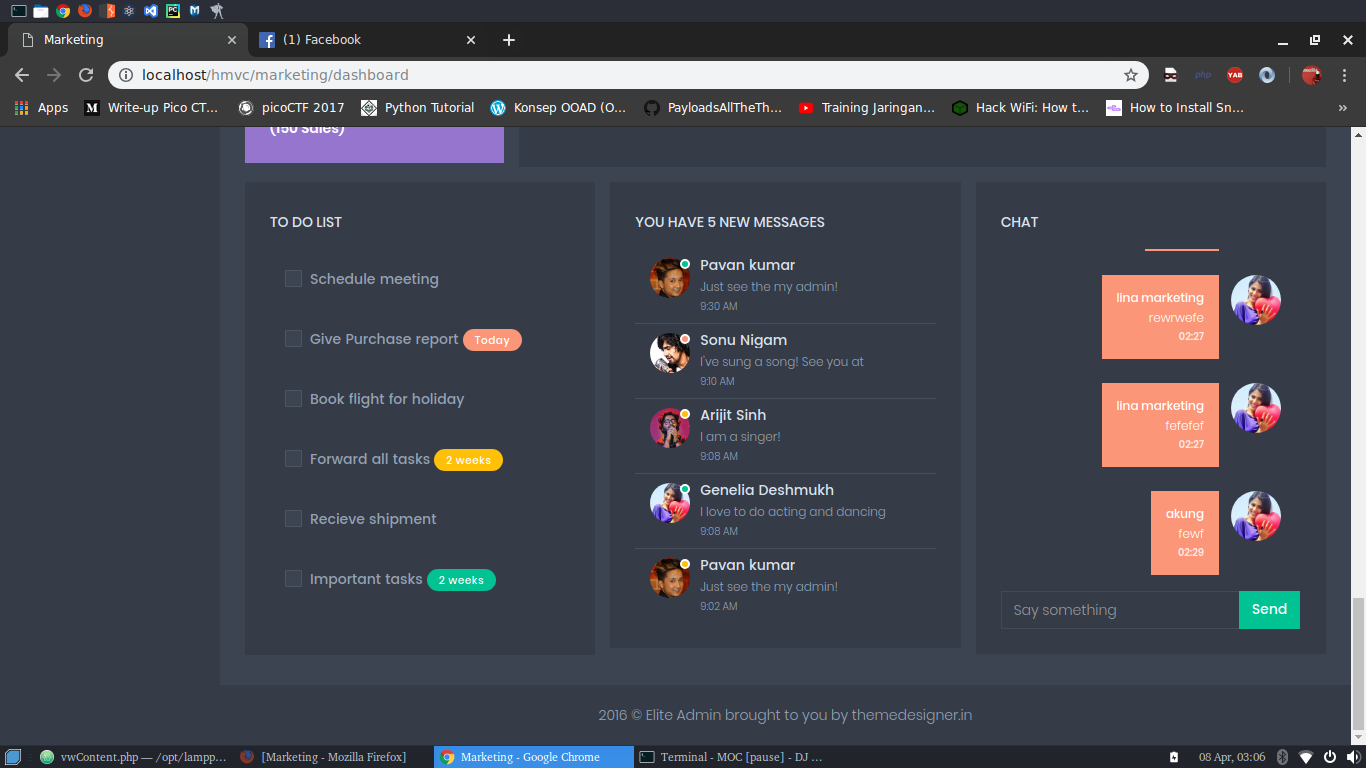 Marketing
(1) Facebook
localhost/hmvc/marketing/dashboard
php
YAB
Apps
Write-up Pico CT...
picoCTF 2017
Python Tutorial
Konsep OOAD (O...
PayloadsAllTheTh...
Training Jaringan...
Hack WiFi: How t...
How to Install Sn...
(150 Sales)
TO DO LIST
Schedule meeting
Give Purchase report Today
Book flight for holiday
Forward all tasks 2 weeks
Recieve shipment
Important tasks 2 weeks
YOU HAVE 5 NEW MESSAGES
Pavan kumar
Just see the my admin!
9:30 AM
Sonu Nigam
I've sung a song! See you at
9:10 AM
Arijit Sinh
I am a singer!
9:08 AM
Genelia Deshmukh
I love to do acting and dancing
9:08 AM
Pavan kumar
Just see the my admin!
9:02 AM
CHAT
lina marketing
rewrwefe
02:27
lina marketing
fefefef
02:27
akung
fewf
02:29
Say something
Send
2016 © Elite Admin brought to you by themedesigner.in
vwContent.php — /opt/lampp...
[Marketing - Mozilla Firefox]
Marketing - Google Chrome
Terminal - MOC [pause] - DJ ...
08 Apr, 03:06